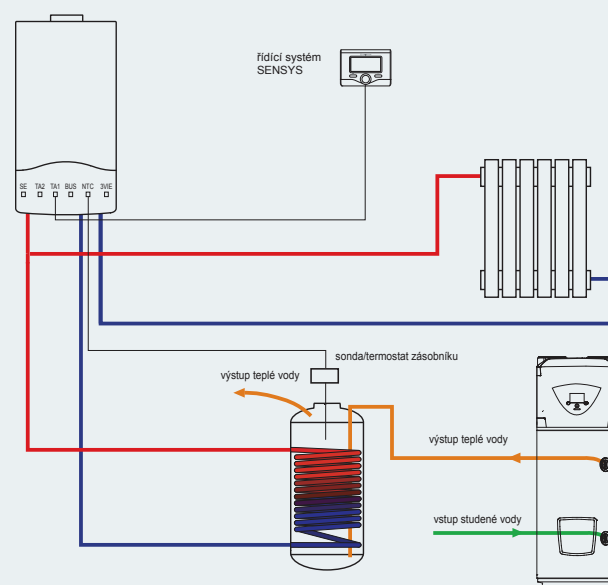 řídící systém
SENSYS
SE TA2 TA1 BUS NTC 3VIE
sonda/termostat zásobníku
výstup teplé vody
výstup teplé vody
vstup studené vody